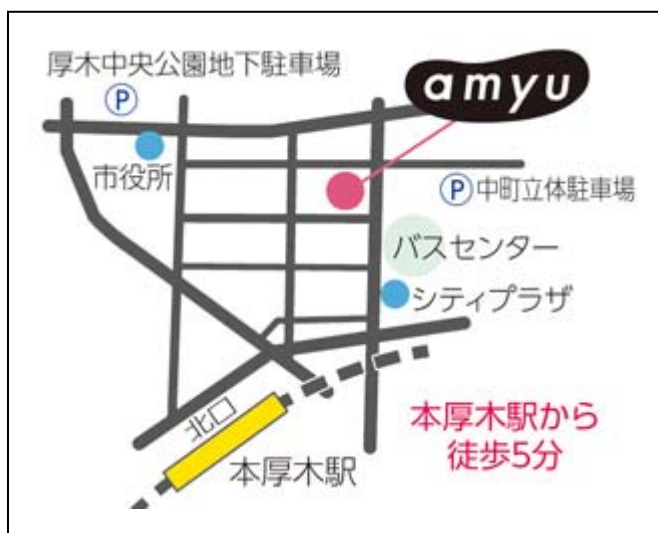 厚木中央公園地下駐車場
P
amyu
市役所
P 中町立体駐車場
バスセンター
シティプラザ
北口
本厚木駅
本厚木駅から
徒歩5分